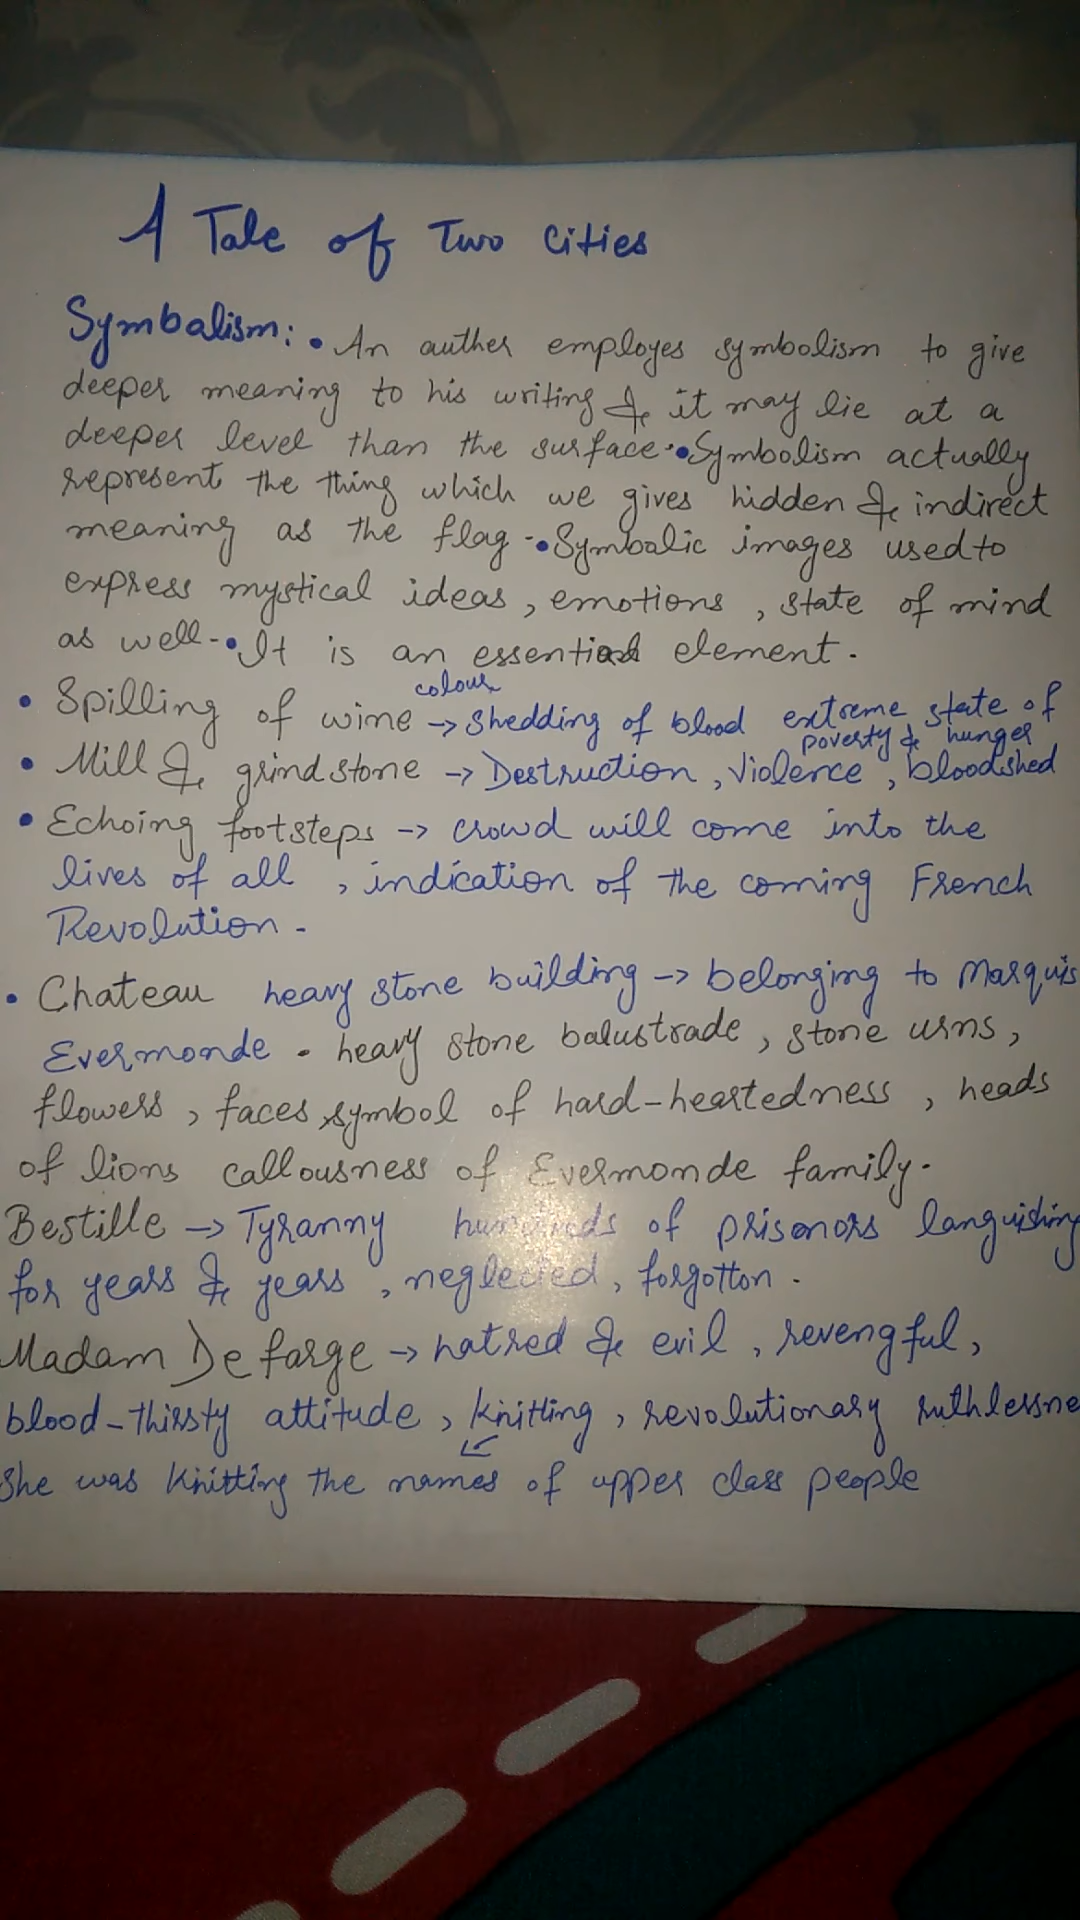 A Tale of Two Cities
Symbalism: • An auther employes symbolism to give
deeper meaning to his writing & it may lie at a
deeper level than the surface. • Symbolism actually
represent the thing which we gives hidden & indirect
meaning as the flag - • Symbolic images used to
express mystical ideas, emotions, state of mind
as well - • It is an essential element.
• Spilling of wine colour -> shedding of blood extreme state of
poverty & hunger
• Mill & grindstone -> Destruction, violence, bloodshed
• Echoing footsteps -> crowd will come into the
lives of all, indication of the coming French
Revolution -
• Chateau heavy stone building -> belonging to Marquis
Evermonde. heavy stone balustrade, stone urns,
flowers, faces, symbol of hard-heartedness, heads
of lions callousness of Evermonde family.
Bestille -> Tyranny hundreds of prisonors languishing
for years & years, neglected, forgotton.
Madam Defarge -> hatred & evil, revengful,
blood-thirsty attitude, knitting, revolutionary ruthlessne
She was Knitting the names of upper class people